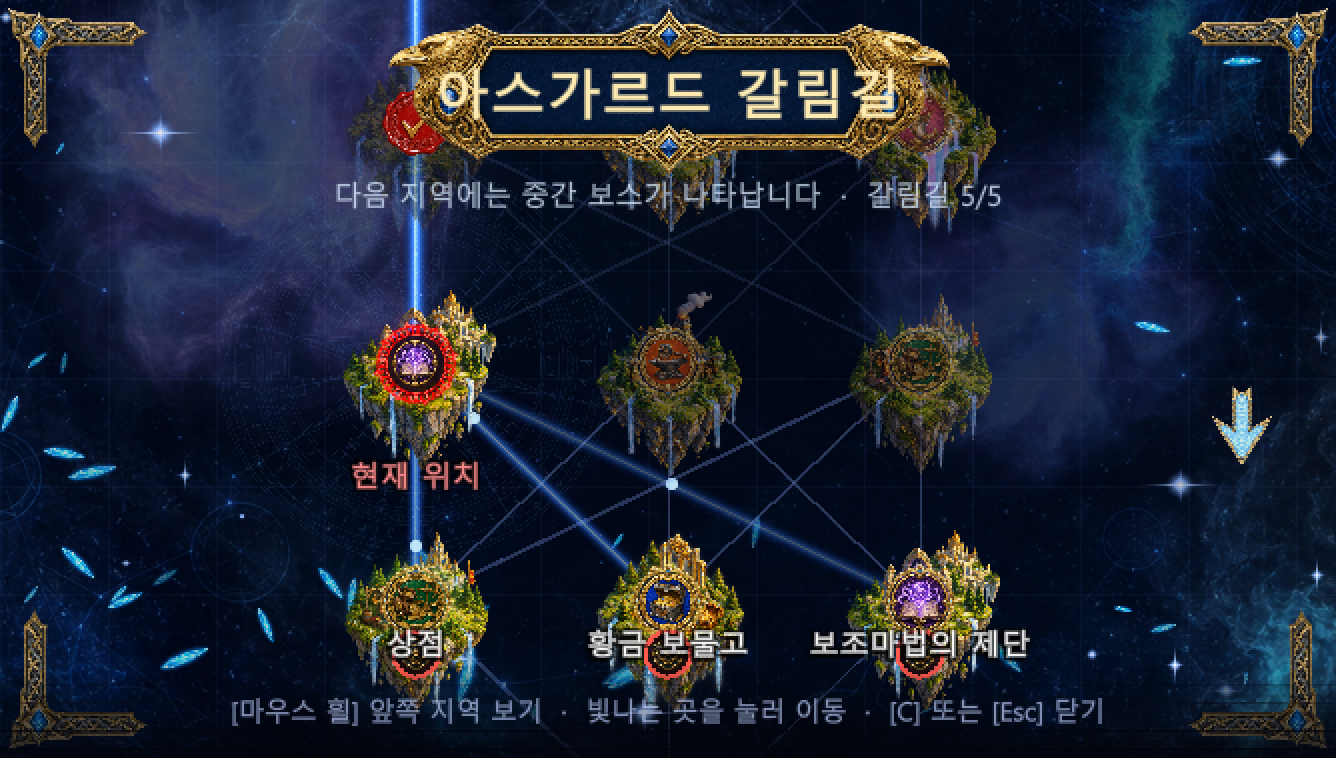 아스가르드 갈림길
다음 지역에는 중간 보스가 나타납니다 · 갈림길 5/5
현재 위치
상점 황금 보물고 보조마법의 제단
[마우스 휠] 앞쪽 지역 보기 · 빛나는 곳을 눌러 이동 · [C] 또는 [Esc] 닫기